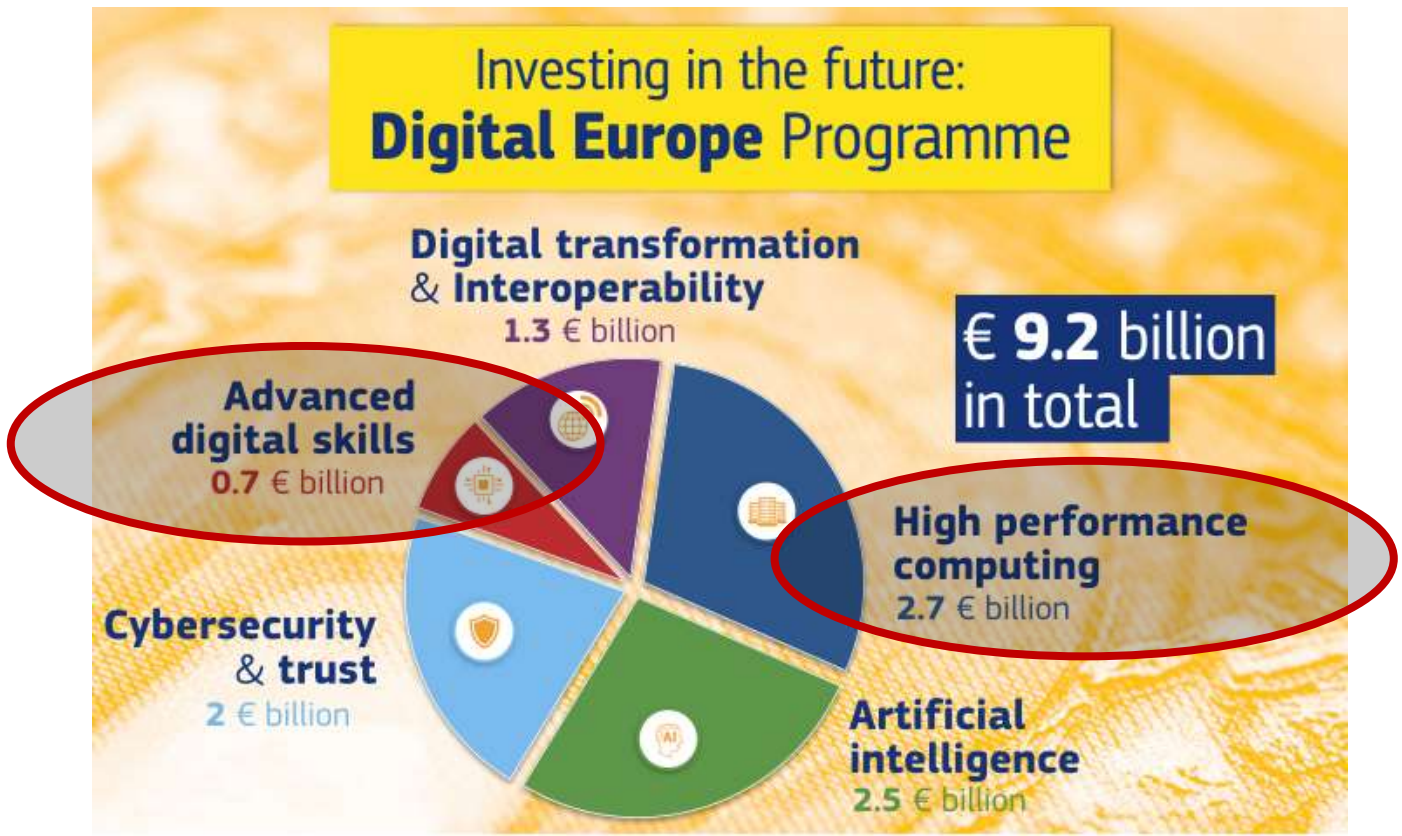 Investing in the future:
Digital Europe Programme
Digital transformation
& Interoperability
1.3 € billion
€ 9.2 billion
in total
Advanced
digital skills
0.7 € billion
High performance
computing
2.7 € billion
Cybersecurity
& trust
2 € billion
Artificial
intelligence
2.5 € billion
AI